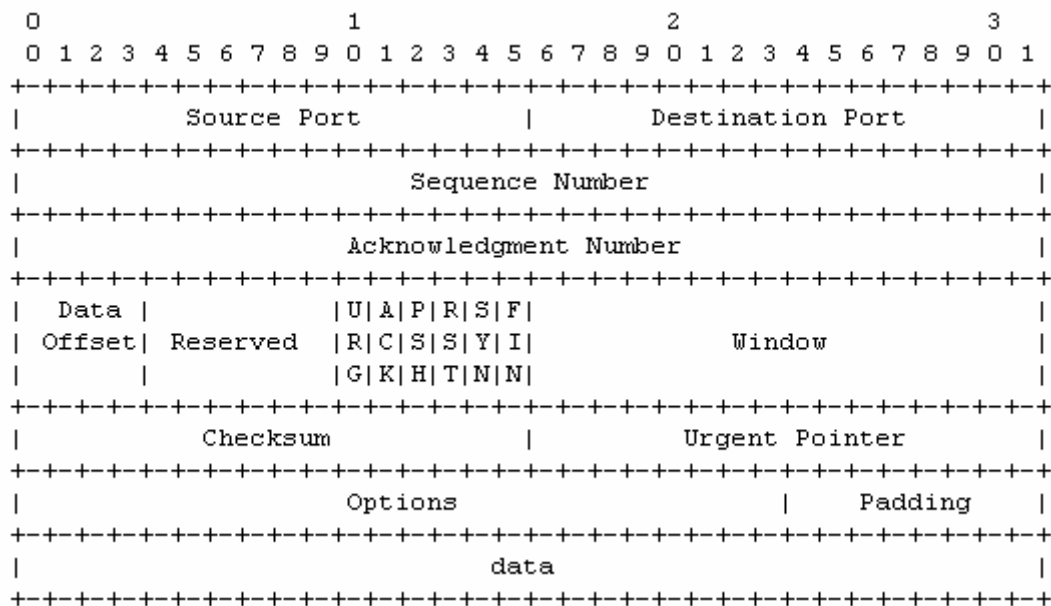 0                   1                   2                   3
 0 1 2 3 4 5 6 7 8 9 0 1 2 3 4 5 6 7 8 9 0 1 2 3 4 5 6 7 8 9 0 1
+-+-+-+-+-+-+-+-+-+-+-+-+-+-+-+-+-+-+-+-+-+-+-+-+-+-+-+-+-+-+-+-+
|          Source Port          |       Destination Port        |
+-+-+-+-+-+-+-+-+-+-+-+-+-+-+-+-+-+-+-+-+-+-+-+-+-+-+-+-+-+-+-+-+
|                        Sequence Number                        |
+-+-+-+-+-+-+-+-+-+-+-+-+-+-+-+-+-+-+-+-+-+-+-+-+-+-+-+-+-+-+-+-+
|                    Acknowledgment Number                      |
+-+-+-+-+-+-+-+-+-+-+-+-+-+-+-+-+-+-+-+-+-+-+-+-+-+-+-+-+-+-+-+-+
|  Data |           |U|A|P|R|S|F|                               |
| Offset| Reserved  |R|C|S|S|Y|I|            Window             |
|       |           |G|K|H|T|N|N|                               |
+-+-+-+-+-+-+-+-+-+-+-+-+-+-+-+-+-+-+-+-+-+-+-+-+-+-+-+-+-+-+-+-+
|           Checksum            |         Urgent Pointer        |
+-+-+-+-+-+-+-+-+-+-+-+-+-+-+-+-+-+-+-+-+-+-+-+-+-+-+-+-+-+-+-+-+
|                    Options                    |    Padding    |
+-+-+-+-+-+-+-+-+-+-+-+-+-+-+-+-+-+-+-+-+-+-+-+-+-+-+-+-+-+-+-+-+
|                             data                              |
+-+-+-+-+-+-+-+-+-+-+-+-+-+-+-+-+-+-+-+-+-+-+-+-+-+-+-+-+-+-+-+-+